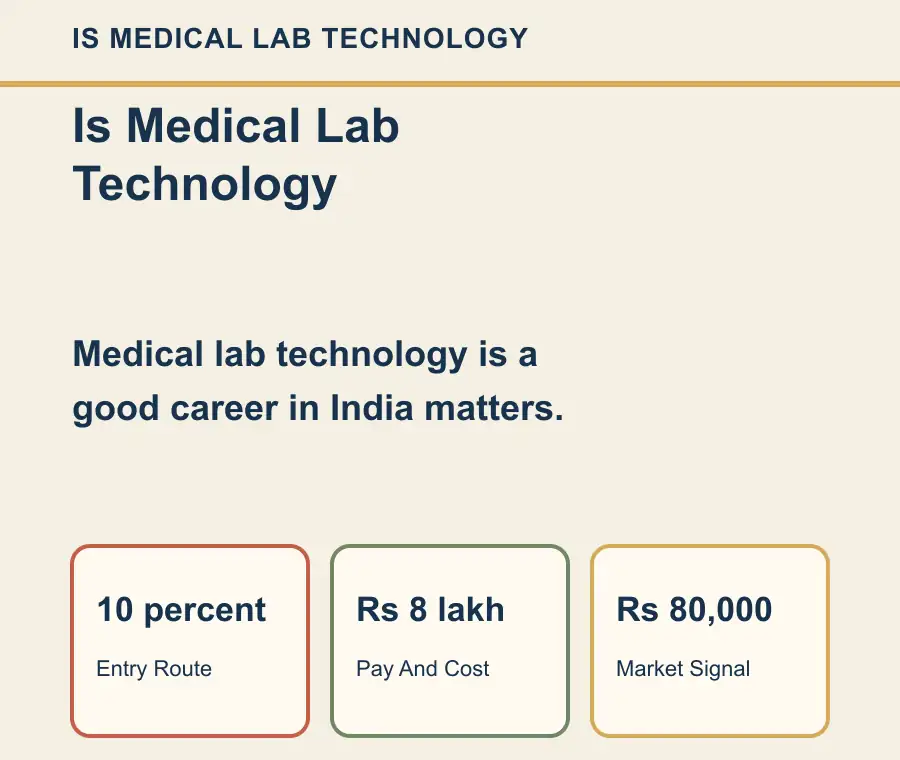 IS MEDICAL LAB TECHNOLOGY
Is Medical Lab
Technology
Medical lab technology is a
good career in India matters.
10 percent
Entry Route
Rs 8 lakh
Pay And Cost
Rs 80,000
Market Signal